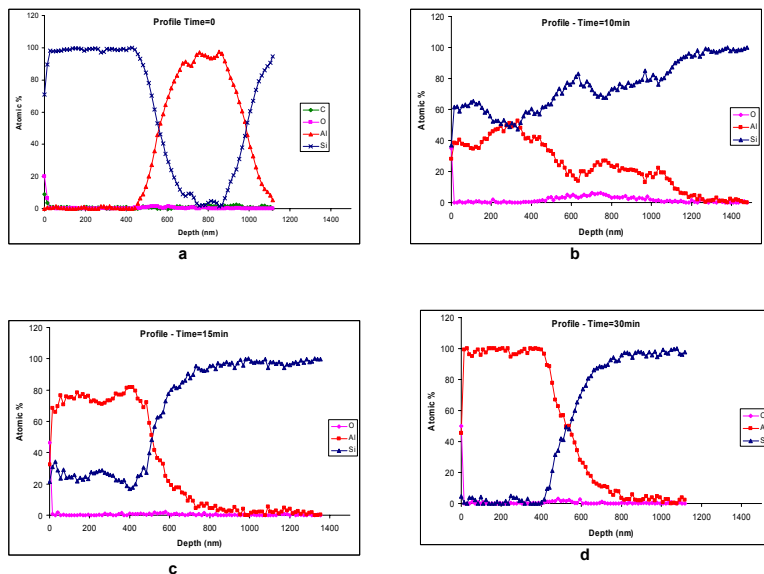 Profile Time=0
120
100
80
60
40
20
0
Atomic %
0 200 400 600 800 1000 1200 1400
Depth (nm)
C
O
Al
Si
a
Profile - Time=10min
120
100
80
60
40
20
0
Atomic %
0 200 400 600 800 1000 1200 1400
Depth (nm)
O
Al
Si
b
Profile - Time=15min
120
100
80
60
40
20
0
Atomic %
0 200 400 600 800 1000 1200 1400
Depth (nm)
O
Al
Si
c
Profile - Time=30min
120
100
80
60
40
20
0
Atomic %
0 200 400 600 800 1000 1200 1400
Depth (nm)
d